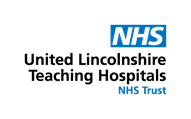 NHS
United Lincolnshire
Teaching Hospitals
NHS Trust